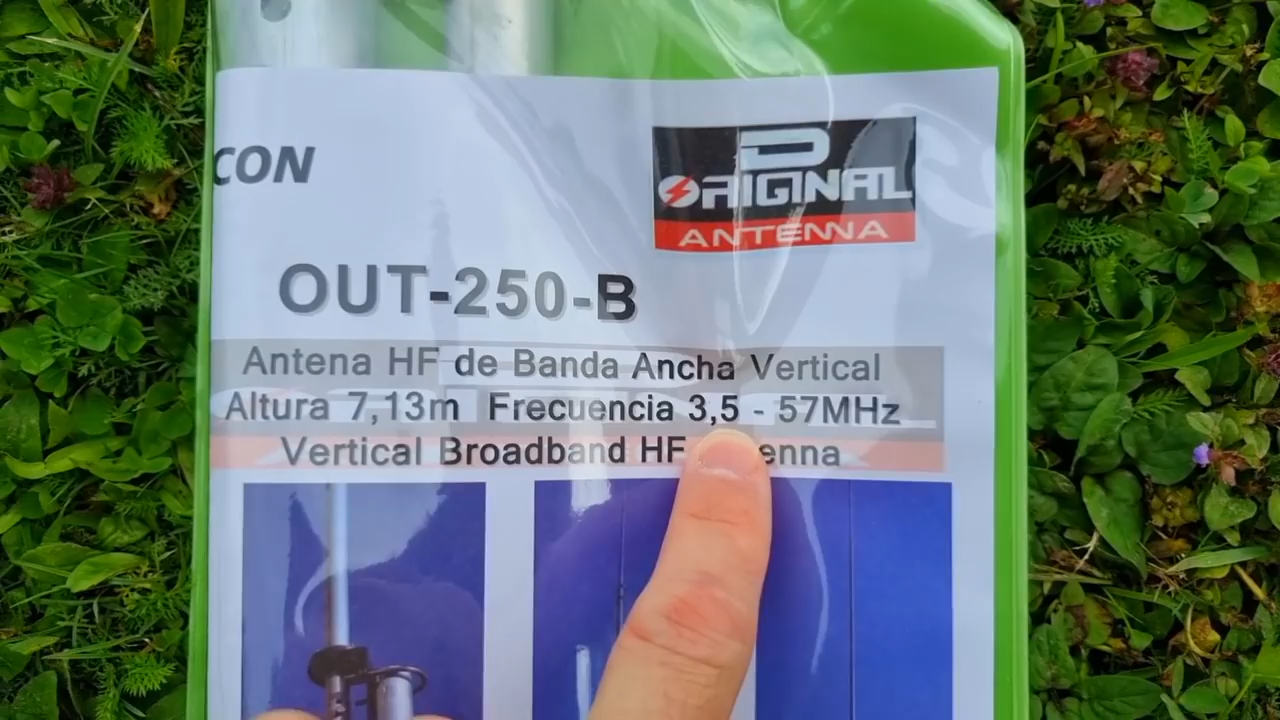 CON
D
ORIGINAL
ANTENNA
OUT-250-B
Antena HF de Banda Ancha Vertical
Altura 7,13m Frecuencia 3,5 - 57MHz
Vertical Broadband HF enna